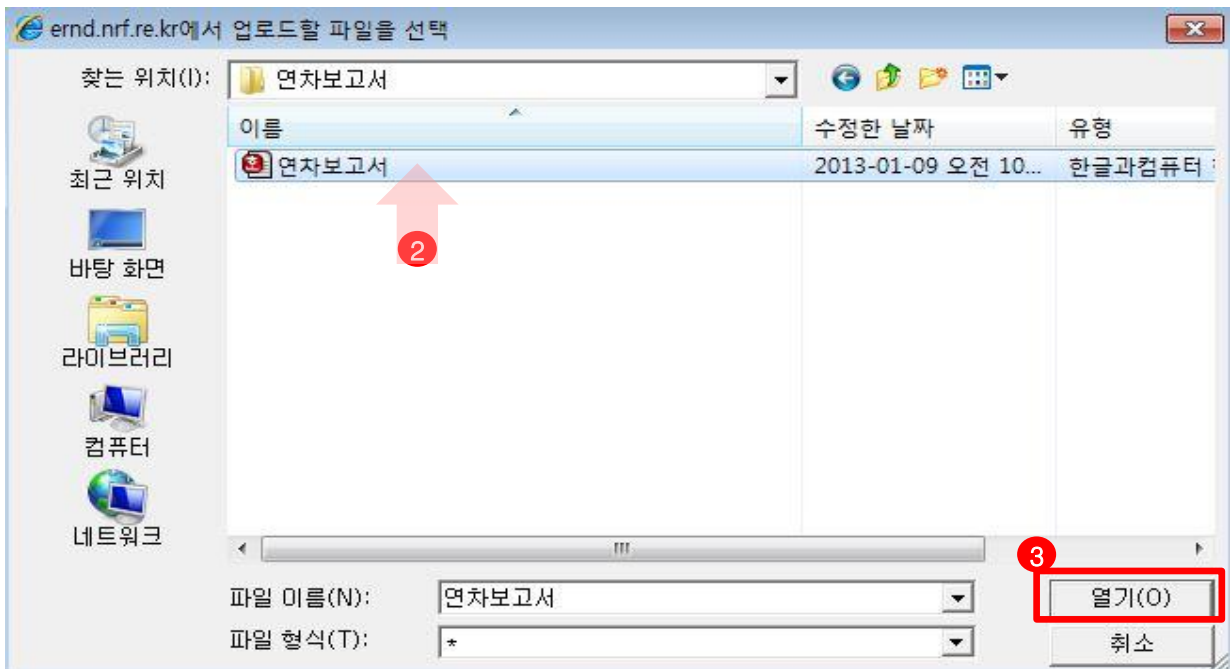 ernd.nrf.re.kr에서 업로드할 파일을 선택
찾는 위치(I): 연차보고서
이름 수정한 날짜 유형
연차보고서 2013-01-09 오전 10... 한글과컴퓨터
최근 위치
2
바탕 화면
라이브러리
컴퓨터
네트워크
3
파일 이름(N): 연차보고서 열기(O)
파일 형식(T): * 취소